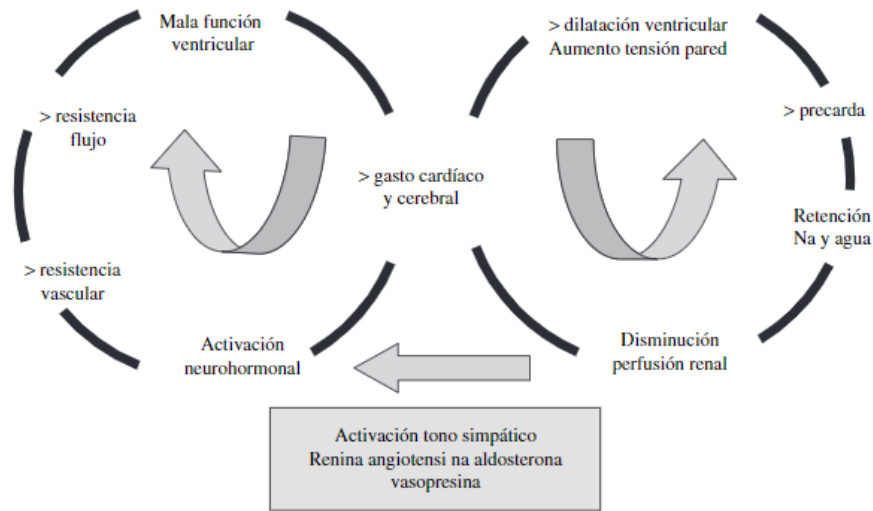 Mala función
ventricular
> dilatación ventricular
Aumento tensión pared
> resistencia
flujo
> precarda
> gasto cardíaco
y cerebral
Retención
Na y agua
> resistencia
vascular
Activación
neurohormonal
Disminución
perfusión renal
Activación tono simpático
Renina angiotensi na aldosterona
vasopresina